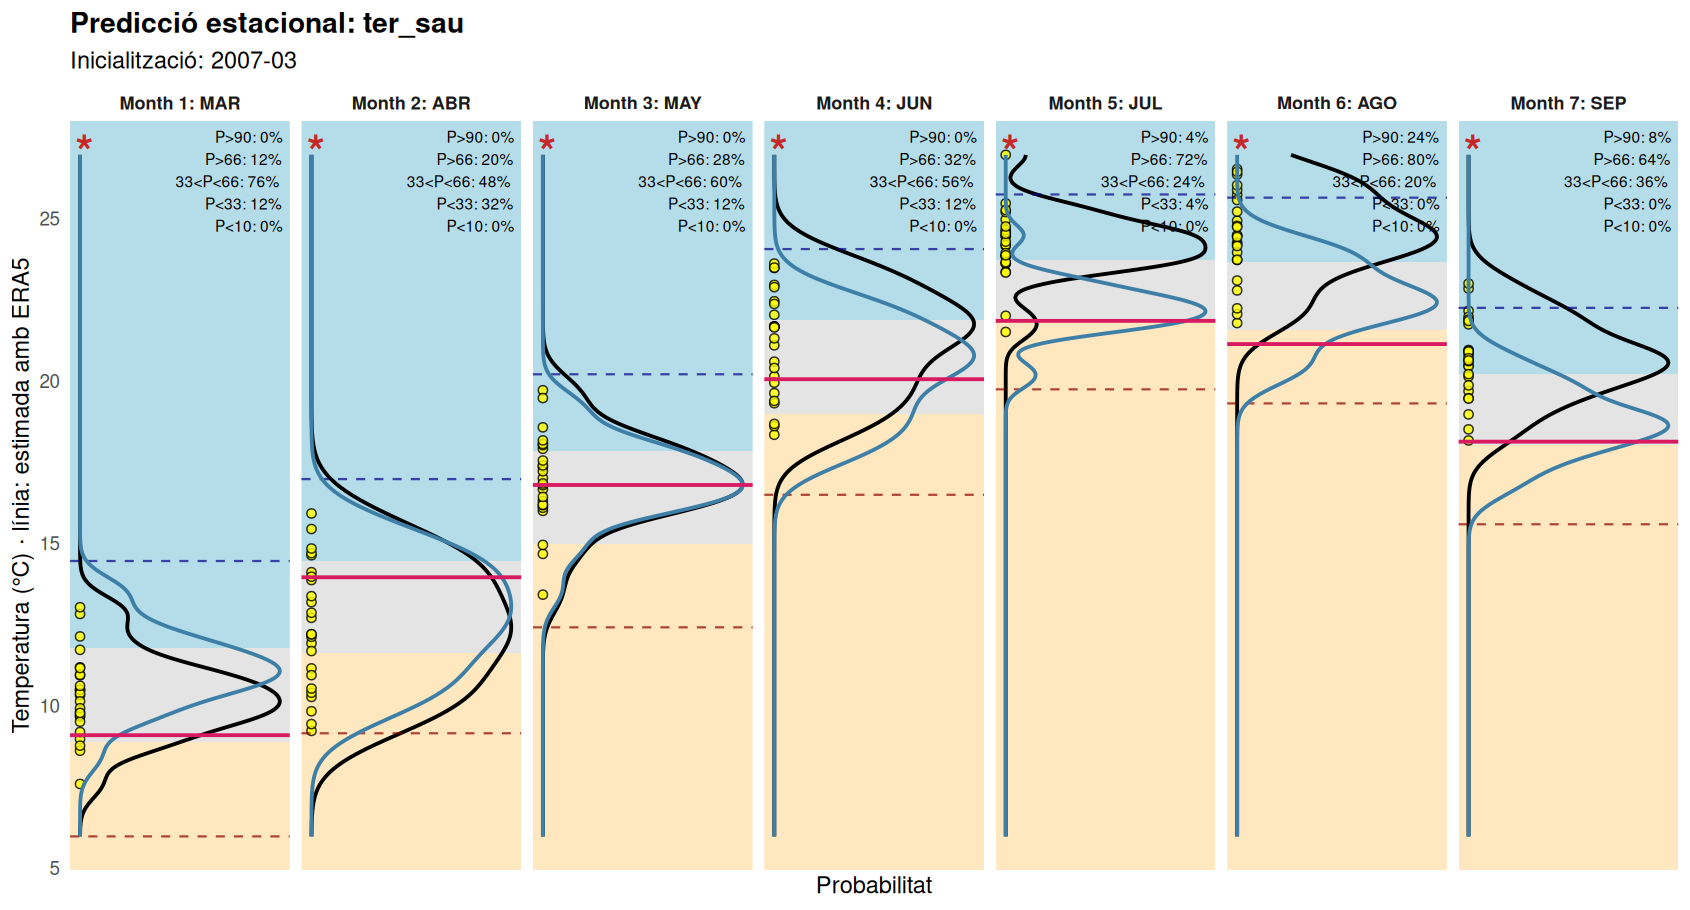 Predicció estacional: ter_sau
Inicialització: 2007-03
Month 1: MAR
Month 2: ABR
Month 3: MAY
Month 4: JUN
Month 5: JUL
Month 6: AGO
Month 7: SEP
*
P>90: 0%
P>66: 12%
33<P<66: 76%
P<33: 12%
P<10: 0%
*
P>90: 0%
P>66: 20%
33<P<66: 48%
P<33: 32%
P<10: 0%
*
P>90: 0%
P>66: 28%
33<P<66: 60%
P<33: 12%
P<10: 0%
*
P>90: 0%
P>66: 32%
33<P<66: 56%
P<33: 12%
P<10: 0%
*
P>90: 4%
P>66: 72%
33<P<66: 24%
P<33: 4%
P<10: 0%
*
P>90: 24%
P>66: 80%
33<P<66: 20%
P<33: 0%
P<10: 0%
*
P>90: 8%
P>66: 64%
33<P<66: 36%
P<33: 0%
P<10: 0%
Temperatura (°C) · línia: estimada amb ERA5
25
20
15
10
5
Probabilitat